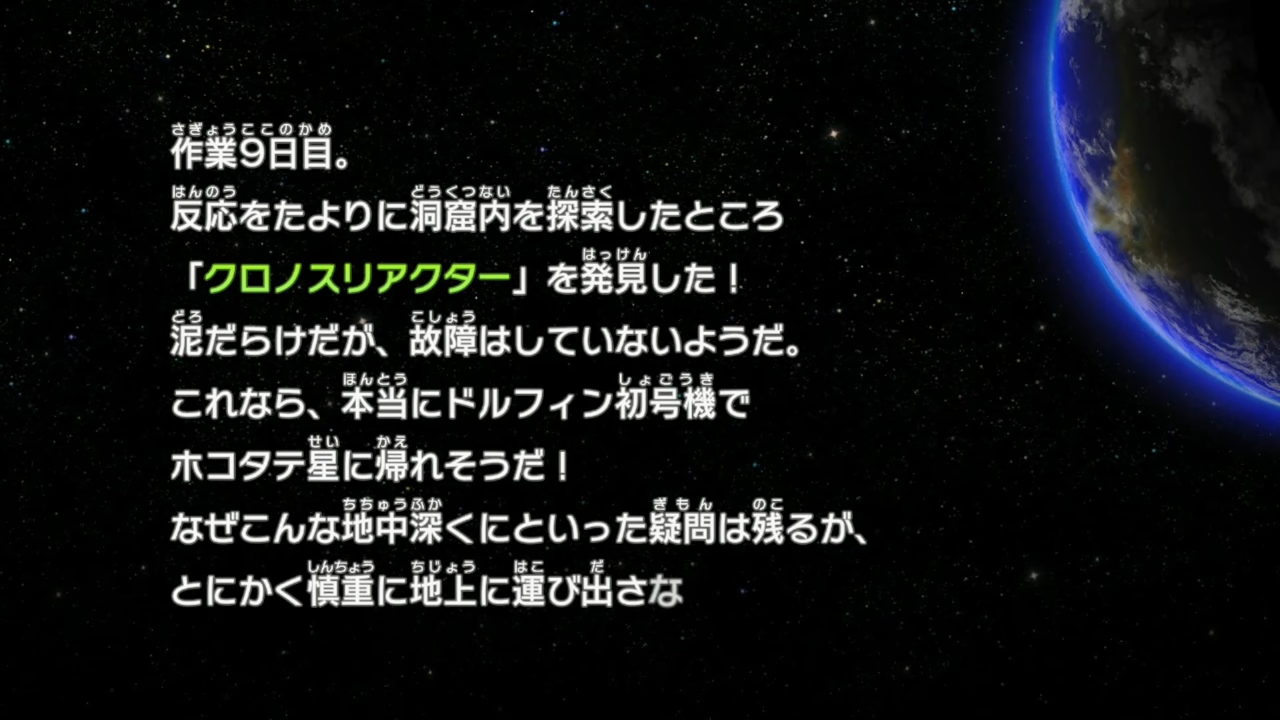 作業9日目。
反応をたよりに洞窟内を探索したところ
「クロノスリアクター」を発見した！
泥だらけだが、故障はしていないようだ。
これなら、本当にドルフィン初号機で
ホコタテ星に帰れそうだ！
なぜこんな地中深くにといった疑問は残るが、
とにかく慎重に地上に運び出さな